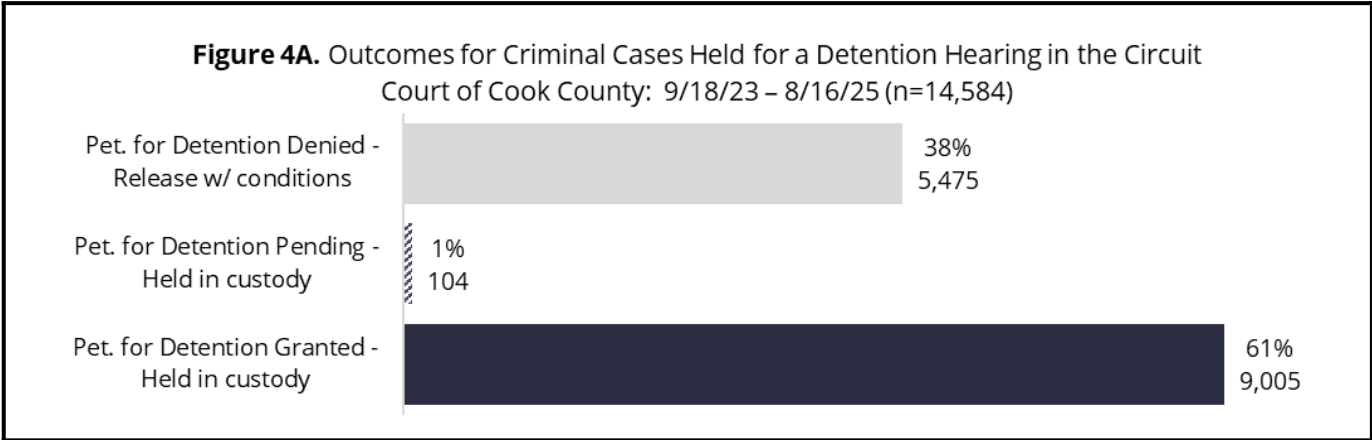 Figure 4A. Outcomes for Criminal Cases Held for a Detention Hearing in the Circuit
Court of Cook County: 9/18/23 – 8/16/25 (n=14,584)
Pet. for Detention Denied -
Release w/ conditions
38%
5,475
Pet. for Detention Pending -
Held in custody
1%
104
Pet. for Detention Granted -
Held in custody
61%
9,005